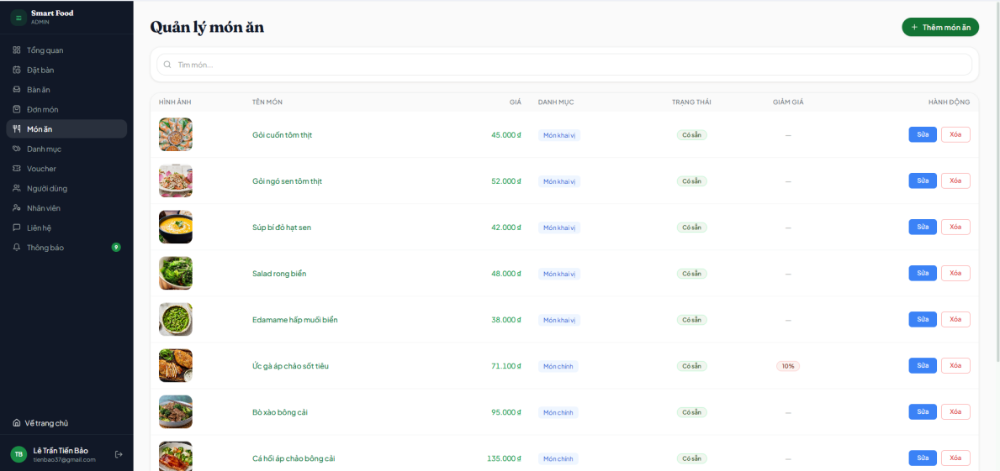 Smart Food
ADMIN
Tổng quan
Đặt bàn
Bàn ăn
Đơn món
Món ăn
Danh mục
Voucher
Người dùng
Nhân viên
Liên hệ
Thông báo 9
Về trang chủ
TB
Lê Trần Tiến Bảo
tienbao37@gmail.com
Quản lý món ăn
+ Thêm món ăn
Tìm món...
HÌNH ẢNH TÊN MÓN GIÁ DANH MỤC TRẠNG THÁI GIẢM GIÁ HÀNH ĐỘNG
Gỏi cuốn tôm thịt 45.000 ₫ Món khai vị Có sẵn — Sửa Xóa
Gỏi ngó sen tôm thịt 52.000 ₫ Món khai vị Có sẵn — Sửa Xóa
Súp bí đỏ hạt sen 42.000 ₫ Món khai vị Có sẵn — Sửa Xóa
Salad rong biển 48.000 ₫ Món khai vị Có sẵn — Sửa Xóa
Edamame hấp muối biển 38.000 ₫ Món khai vị Có sẵn — Sửa Xóa
Ức gà áp chảo sốt tiêu 71.100 ₫ Món chính Có sẵn 10% Sửa Xóa
Bò xào bông cải 95.000 ₫ Món chính Có sẵn — Sửa Xóa
Cá hồi áp chảo bông cải 135.000 ₫ Món chính Có sẵn — Sửa Xóa